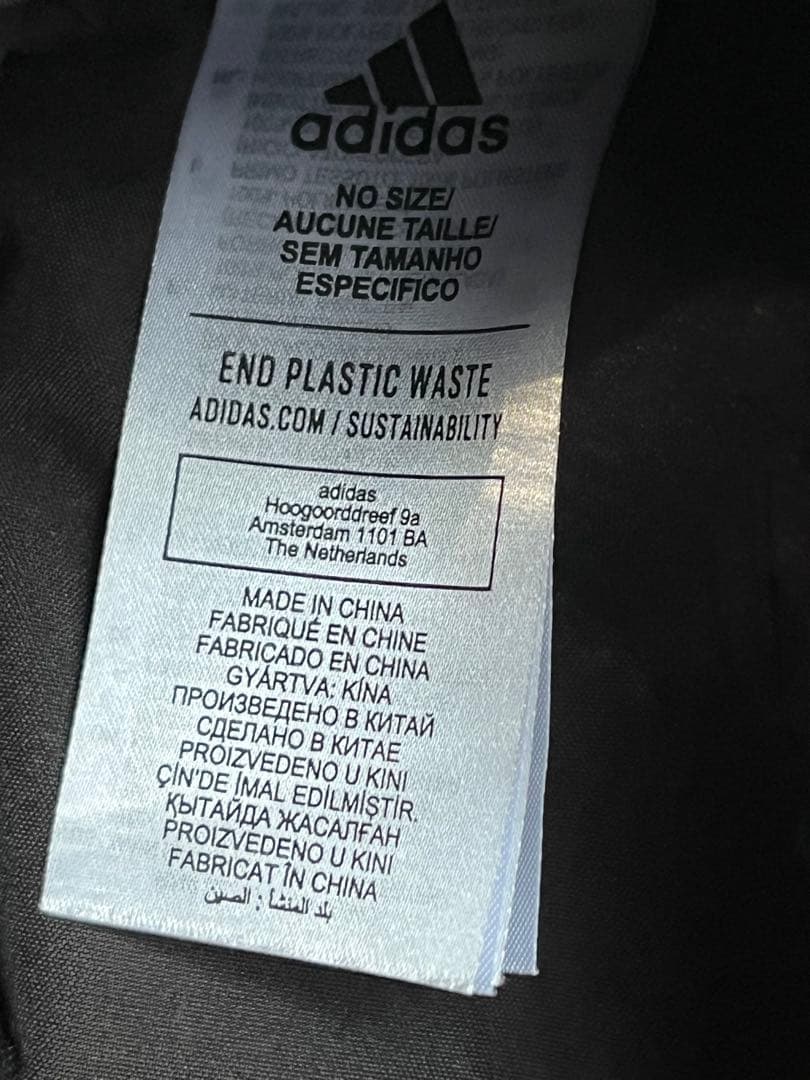 adidas
NO SIZE/
AUCUNE TAILLE/
SEM TAMANHO
ESPECIFICO
END PLASTIC WASTE
ADIDAS.COM / SUSTAINABILITY
adidas
Hoogoorddreef 9a
Amsterdam 1101 BA
The Netherlands
MADE IN CHINA
FABRIQUÉ EN CHINE
FABRICADO EN CHINA
GYÁRTVA: KÍNA
ПРОИЗВЕДЕНО В КИТАЙ
СДЕЛАНО В КИТАЕ
PROIZVEDENO U KINI
ÇİN'DE İMAL EDİLMİŞTİR.
ҚЫТАЙДА ЖАСАЛҒАН
PROIZVEDENO U KINI
FABRICAT ÎN CHINA
بلد المنشأ : الصين